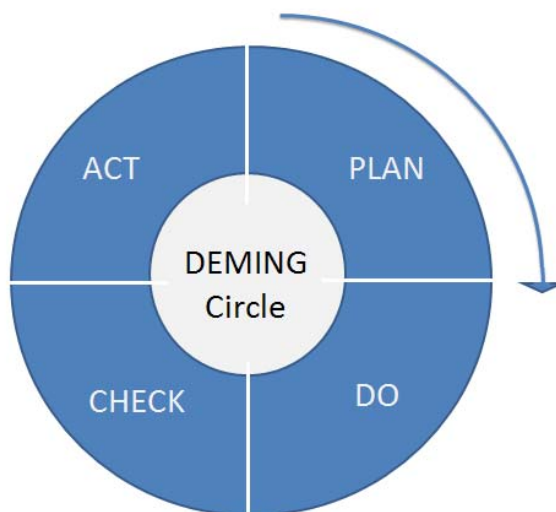 ACT
PLAN
DEMING
Circle
CHECK
DO